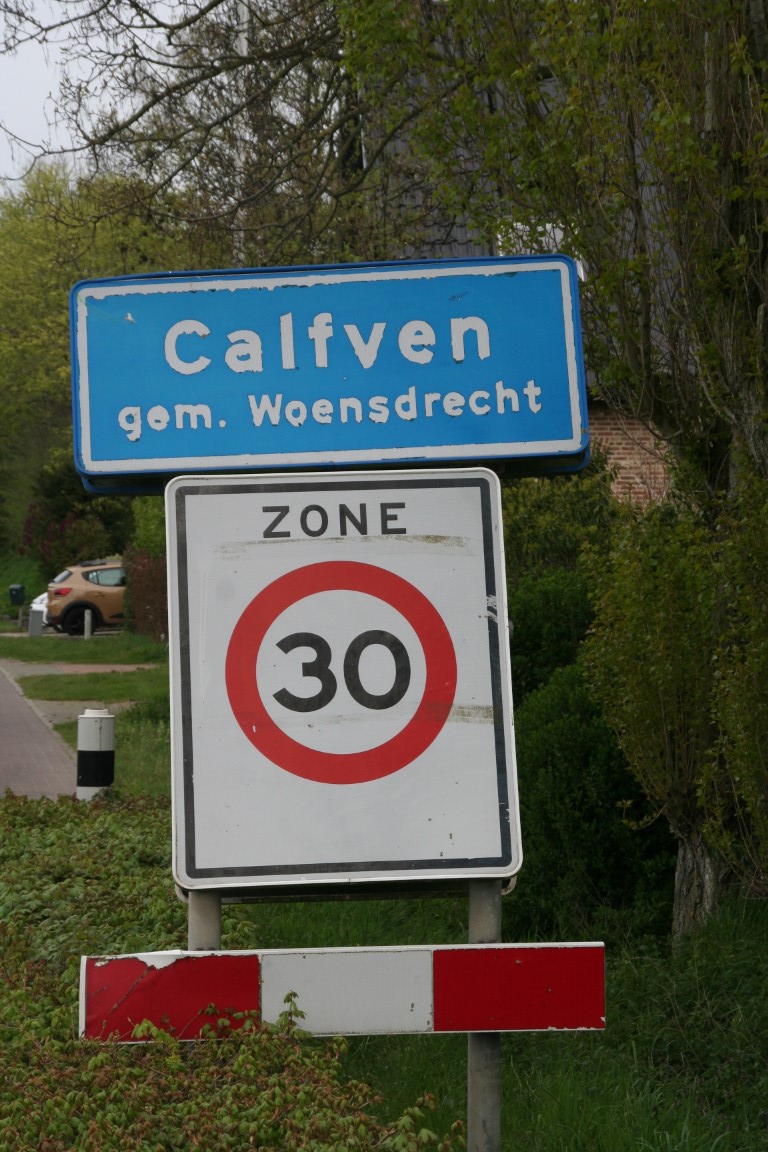 Calfven
gem. Woensdrecht
ZONE
30